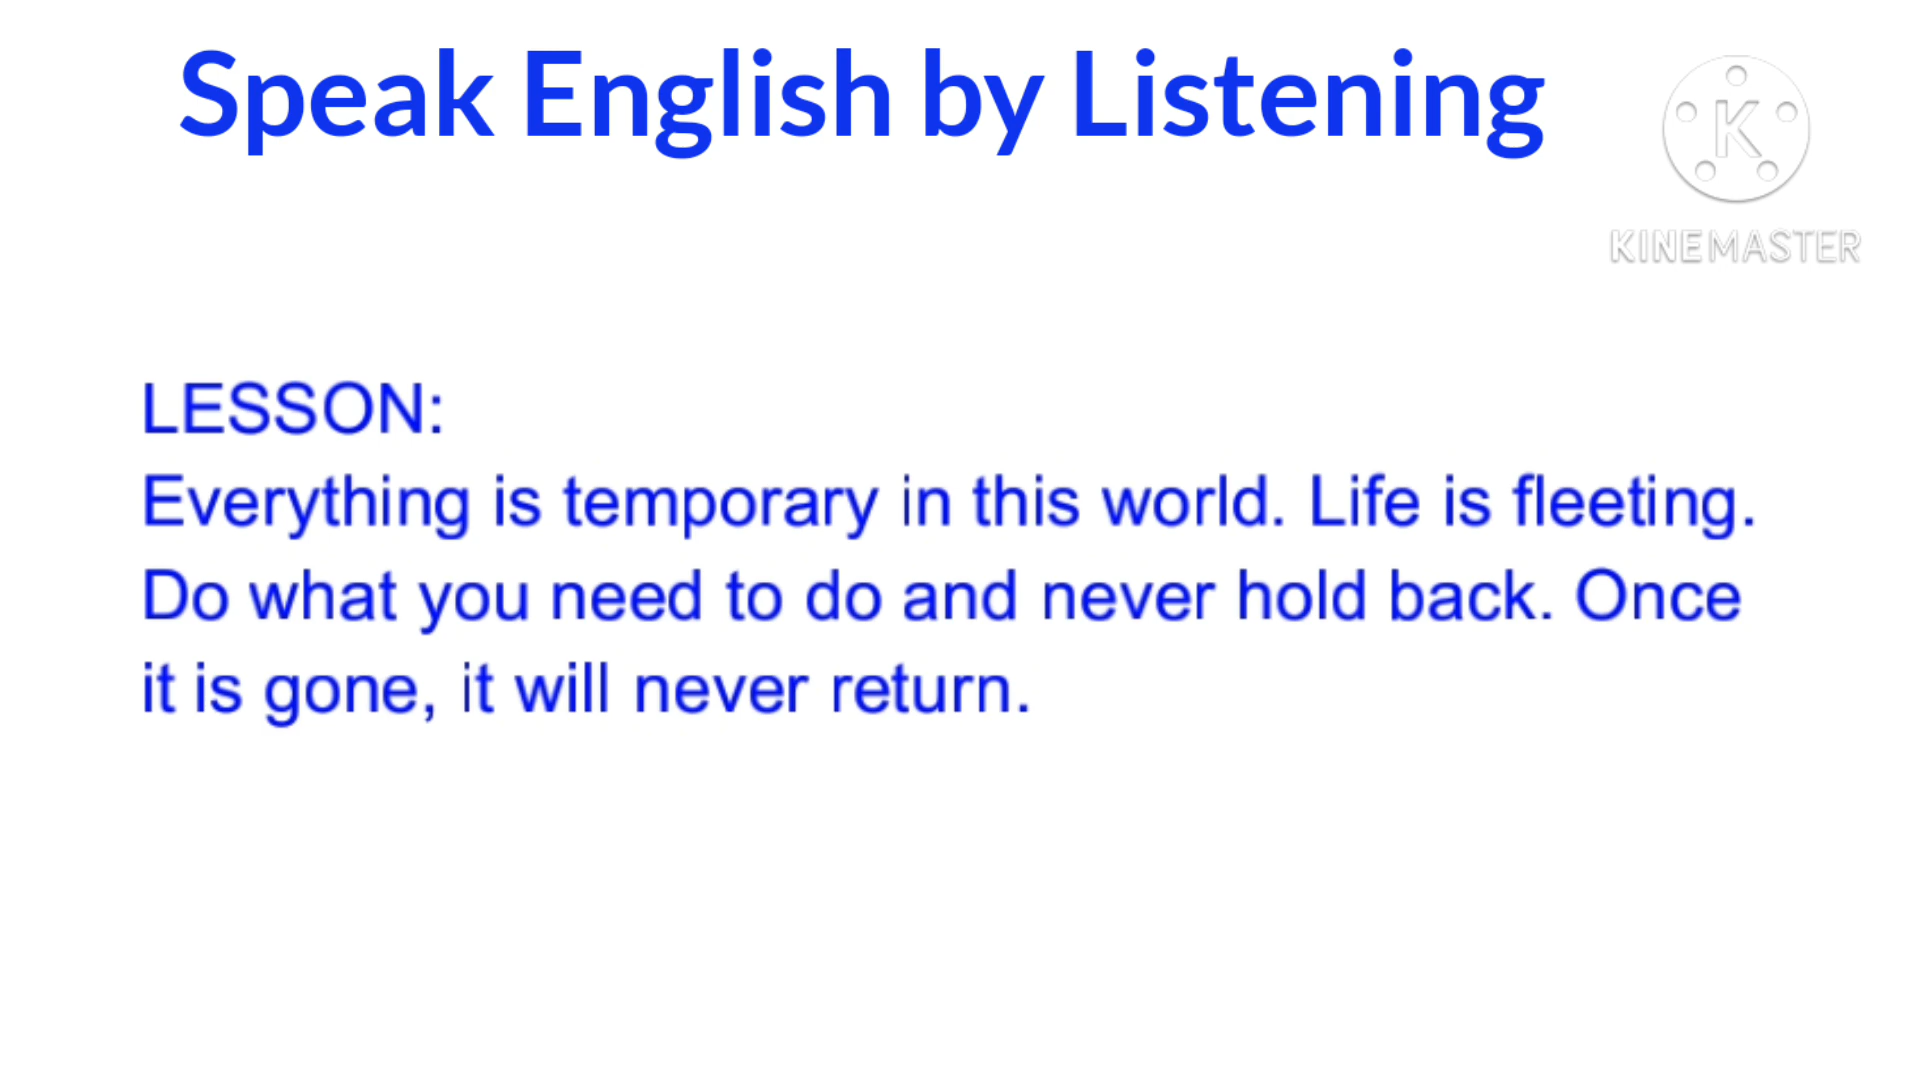 Speak English by Listening
K
KINEMASTER
LESSON:
Everything is temporary in this world. Life is fleeting.
Do what you need to do and never hold back. Once
it is gone, it will never return.